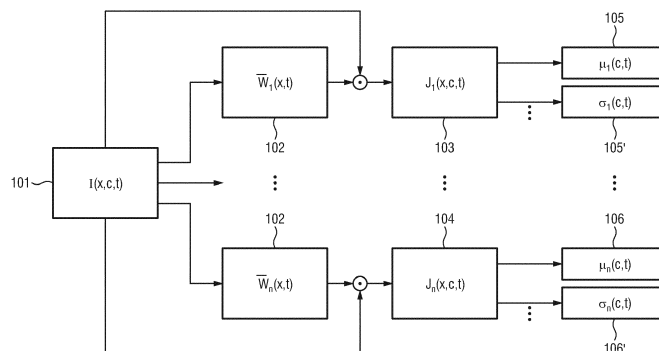 105
μ₁(c,t)
W̅₁(x,t)
J₁(x,c,t)
σ₁(c,t)
102
103
105'
101
I(x,c,t)
102
104
106
μₙ(c,t)
W̅ₙ(x,t)
Jₙ(x,c,t)
σₙ(c,t)
106'